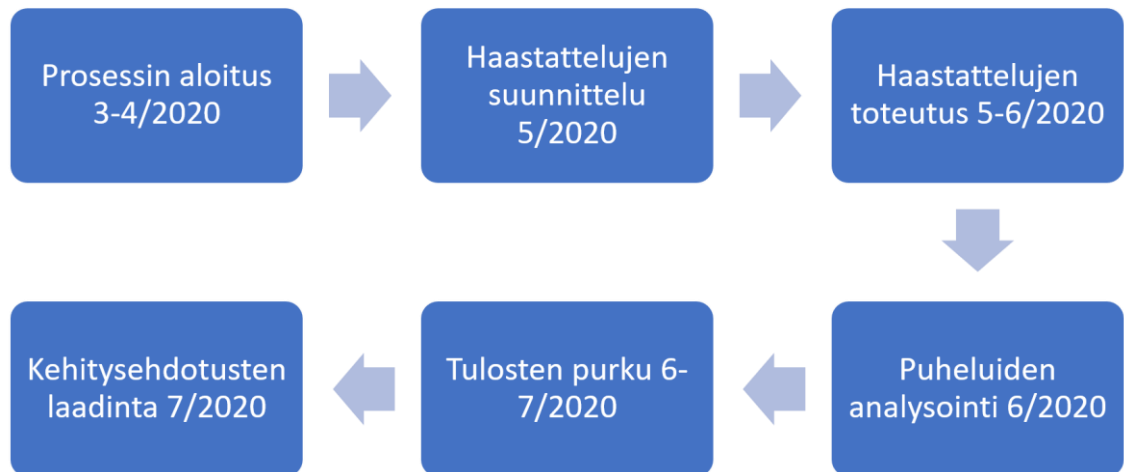 Prosessin aloitus
3-4/2020
Haastattelujen
suunnittelu
5/2020
Haastattelujen
toteutus 5-6/2020
Puheluiden
analysointi 6/2020
Tulosten purku 6-
7/2020
Kehitysehdotusten
laadinta 7/2020